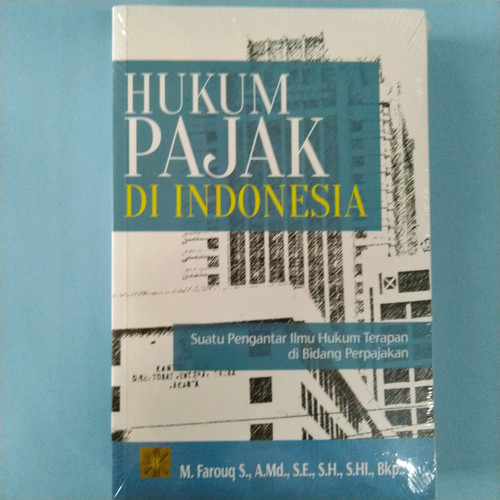 HUKUM
PAJAK
DI INDONESIA
Suatu Pengantar Ilmu Hukum Terapan
di Bidang Perpajakan
M. Farouq S., A.Md., S.E., S.H., S.HI., Bkp.